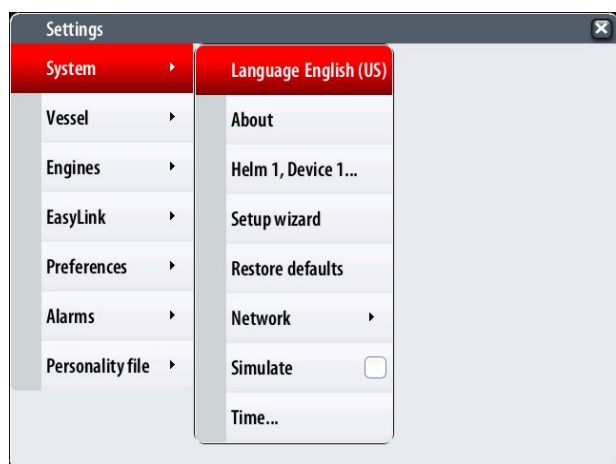 Settings
System
Vessel
Engines
EasyLink
Preferences
Alarms
Personality file
Language English (US)
About
Helm 1, Device 1...
Setup wizard
Restore defaults
Network
Simulate
Time...